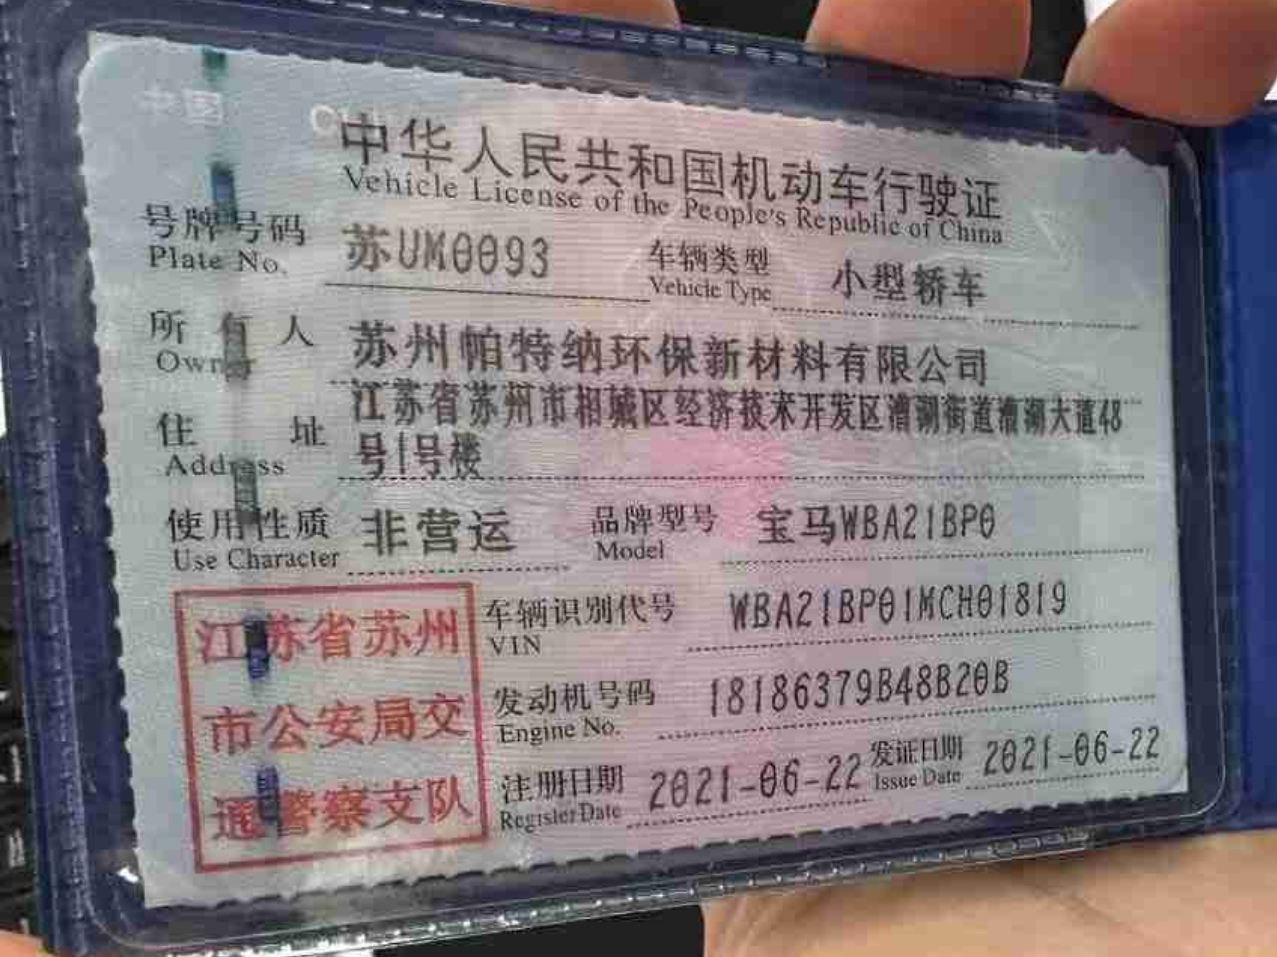 中国 C
中华人民共和国机动车行驶证
Vehicle License of the People's Republic of China
号牌号码 苏UM0093 车辆类型 小型轿车
Plate No. Vehicle Type
所有人 苏州帕特纳环保新材料有限公司
Owner
住址 江苏省苏州市相城区经济技术开发区漕湖街道漕湖大道48
Address 号1号楼
使用性质 非营运 品牌型号 宝马WBA21BP0
Use Character Model
江苏省苏州
市公安局交
通警察支队
车辆识别代号 WBA21BP01MCH01819
VIN
发动机号码 18186379B48B20B
Engine No.
注册日期 2021-06-22 发证日期 2021-06-22
Register Date Issue Date